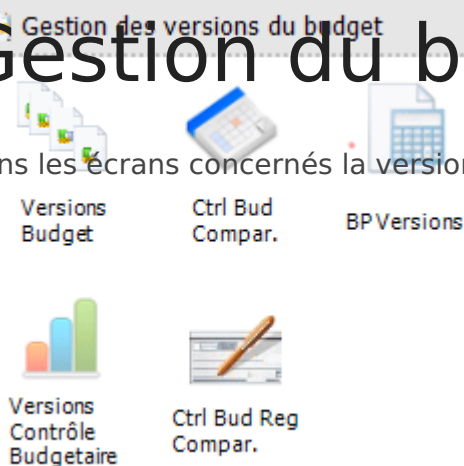 Gestion des versions du budget
Gestion du b
ns les écrans concernés la version
Versions
Budget
Ctrl Bud
Compar.
BP Versions
Versions
Contrôle
Budgetaire
Ctrl Bud Reg
Compar.